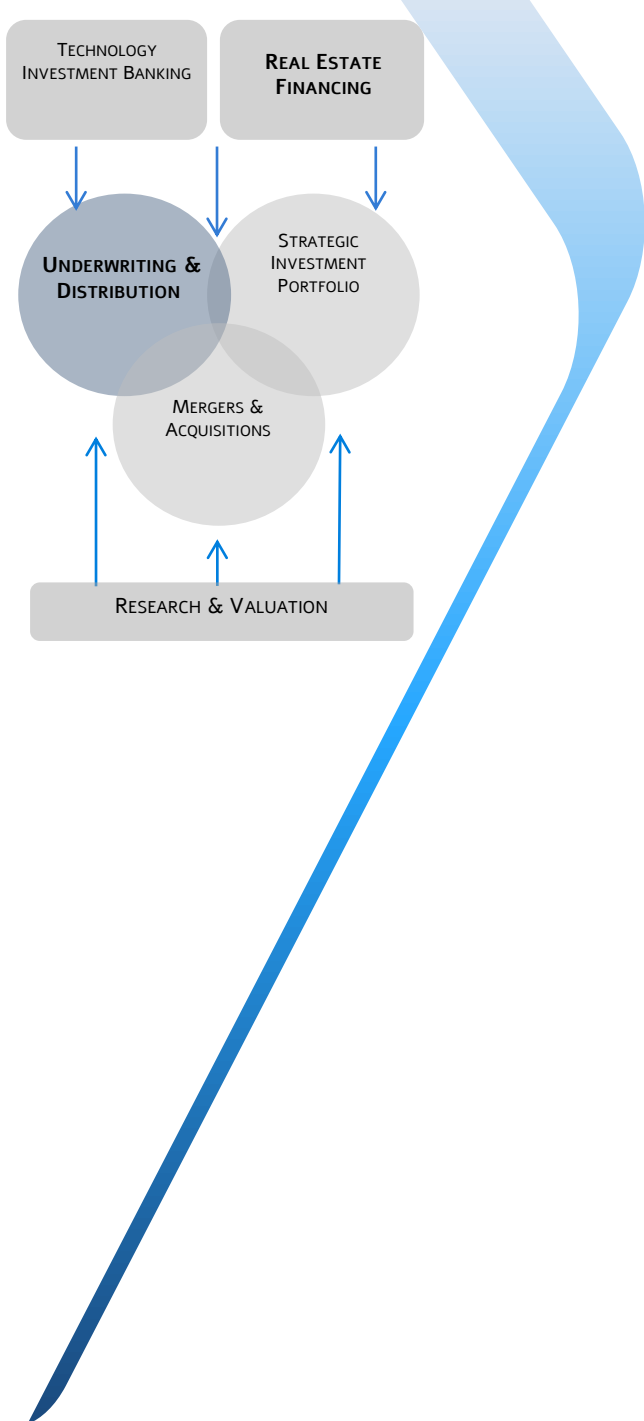 Technology
Investment Banking
Real Estate
Financing
Underwriting &
Distribution
Strategic
Investment
Portfolio
Mergers &
Acquisitions
Research & Valuation